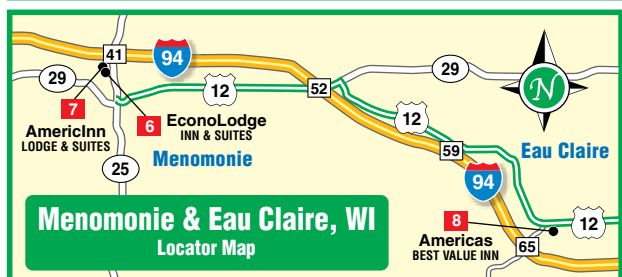 41
94
29
12
52
29
N
7
6
EconoLodge
INN & SUITES
12
AmericInn
LODGE & SUITES
Menomonie
59
Eau Claire
25
94
Menomonie & Eau Claire, WI
Locator Map
8
12
Americas
BEST VALUE INN
65